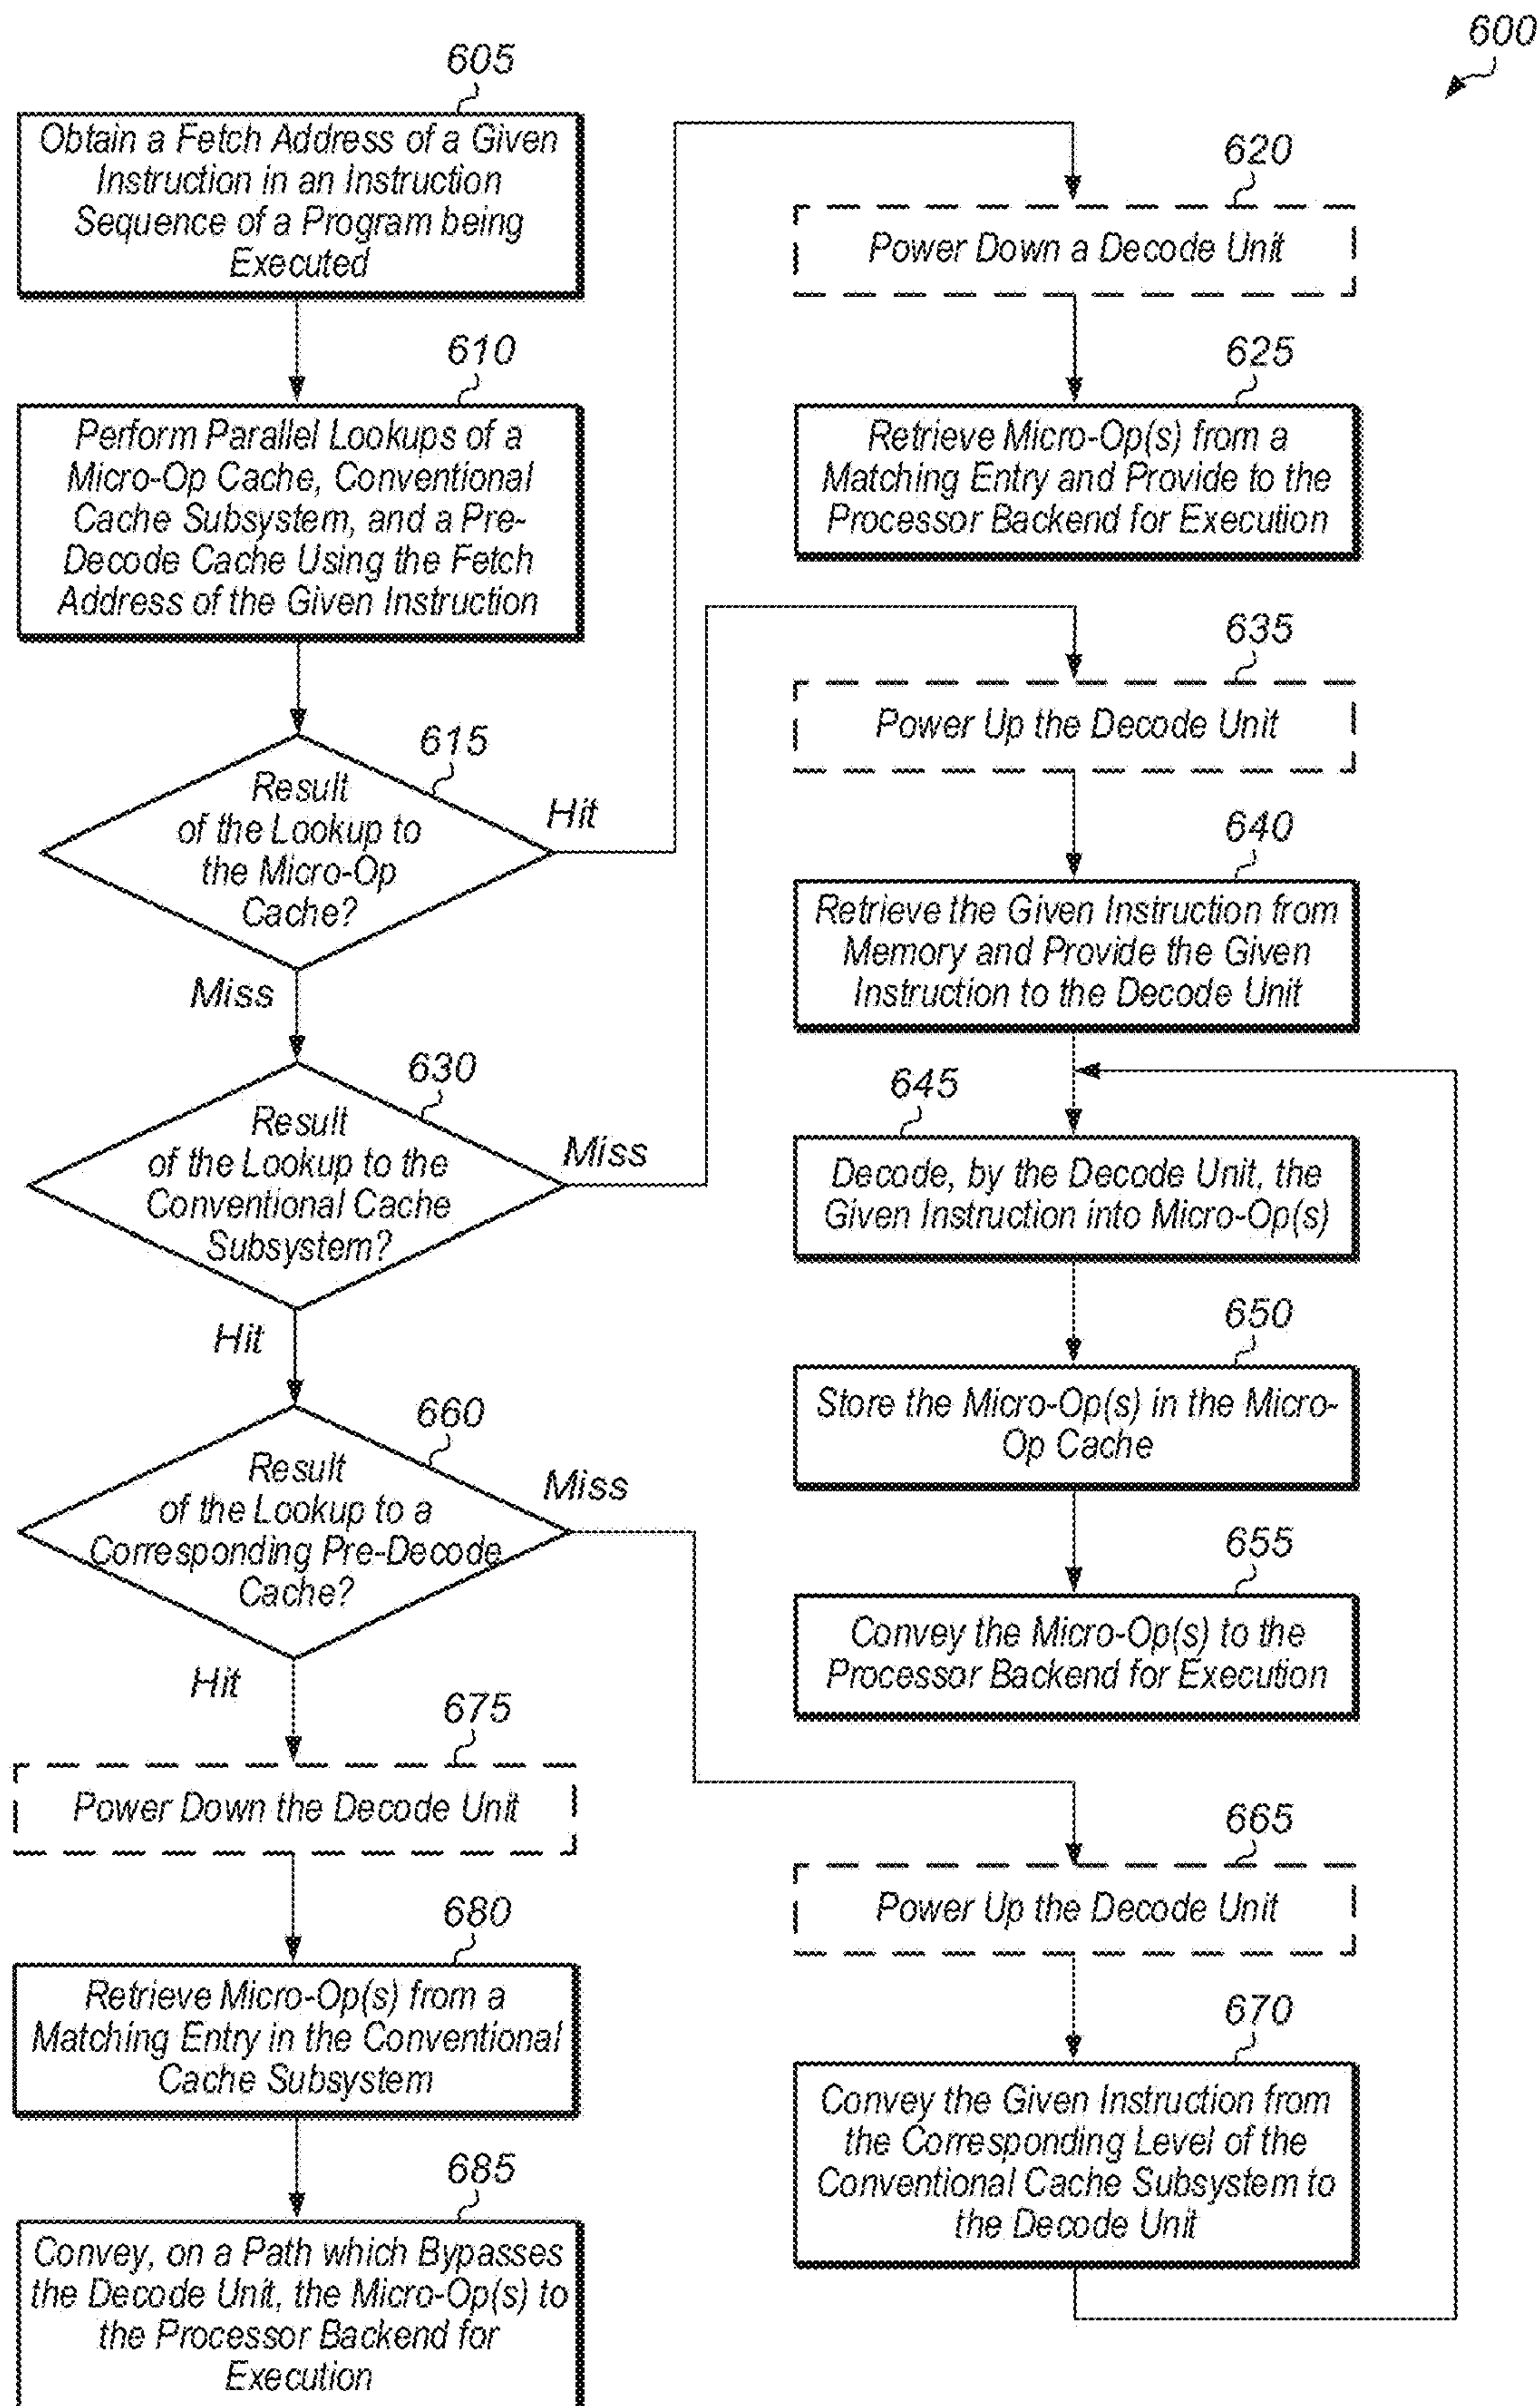 600
605
Obtain a Fetch Address of a Given
Instruction in an Instruction
Sequence of a Program being
Executed
610
Perform Parallel Lookups of a
Micro-Op Cache, Conventional
Cache Subsystem, and a Pre-
Decode Cache Using the Fetch
Address of the Given Instruction
615
Result
of the Lookup to
the Micro-Op
Cache?
Hit
Miss
620
Power Down a Decode Unit
625
Retrieve Micro-Op(s) from a
Matching Entry and Provide to the
Processor Backend for Execution
630
Result
of the Lookup to the
Conventional Cache
Subsystem?
Miss
Hit
635
Power Up the Decode Unit
640
Retrieve the Given Instruction from
Memory and Provide the Given
Instruction to the Decode Unit
645
Decode, by the Decode Unit, the
Given Instruction into Micro-Op(s)
650
Store the Micro-Op(s) in the Micro-
Op Cache
655
Convey the Micro-Op(s) to the
Processor Backend for Execution
660
Result
of the Lookup to a
Corresponding Pre-Decode
Cache?
Miss
Hit
665
Power Up the Decode Unit
670
Convey the Given Instruction from
the Corresponding Level of the
Conventional Cache Subsystem to
the Decode Unit
675
Power Down the Decode Unit
680
Retrieve Micro-Op(s) from a
Matching Entry in the Conventional
Cache Subsystem
685
Convey, on a Path which Bypasses
the Decode Unit, the Micro-Op(s) to
the Processor Backend for
Execution